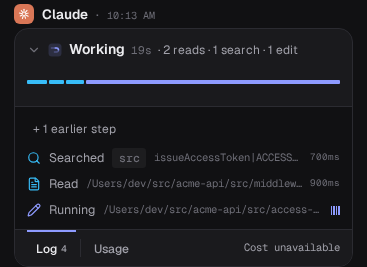 Claude · 10:13 AM
Working 19s · 2 reads · 1 search · 1 edit
+ 1 earlier step
Searched src issueAccessToken|ACCESS… 700ms
Read /Users/dev/src/acme-api/src/middlew… 900ms
Running /Users/dev/src/acme-api/src/access-…
Log 4 Usage Cost unavailable